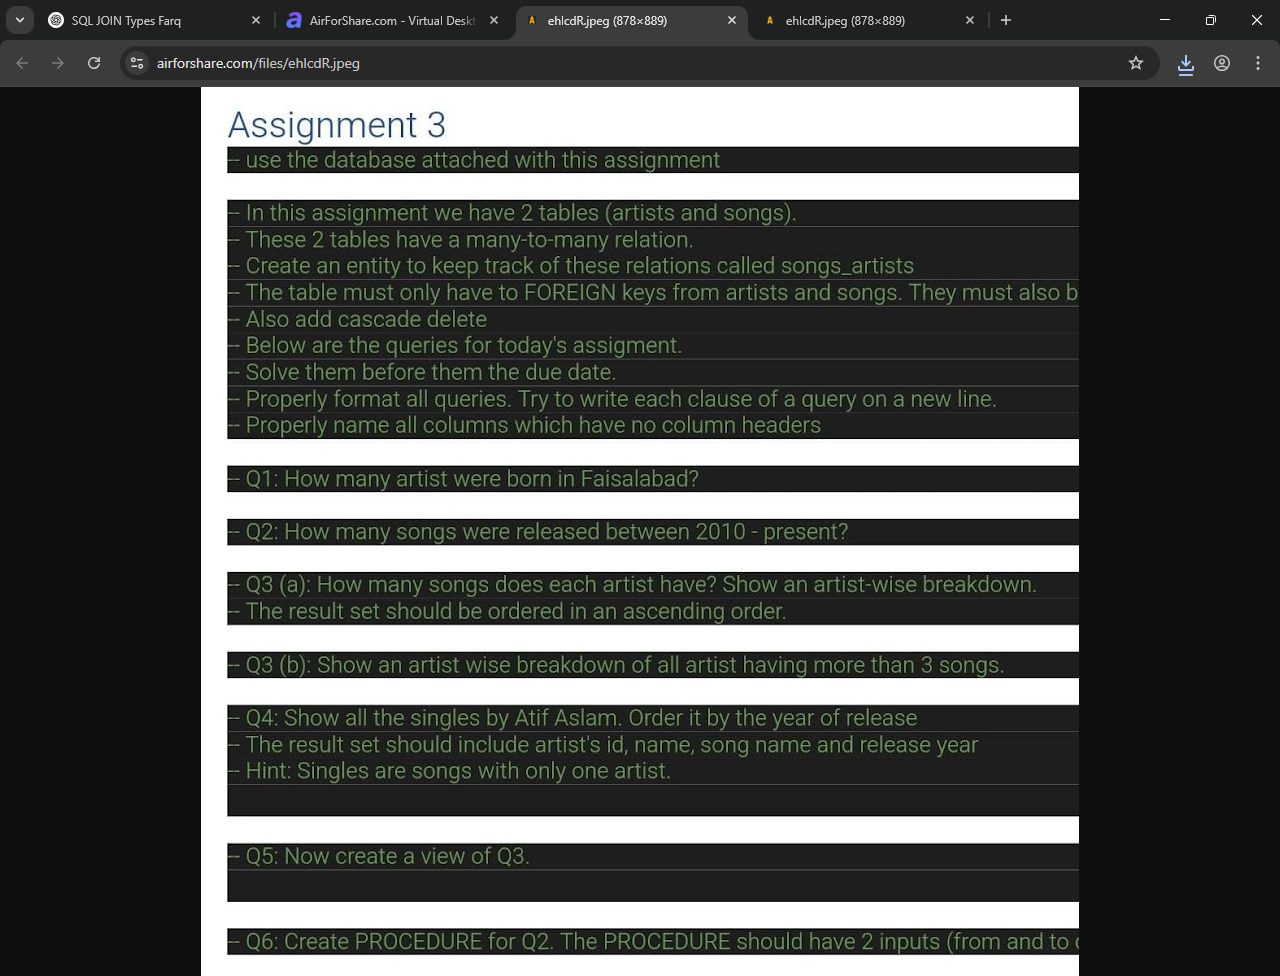 SQL JOIN Types Farq
AirForShare.com - Virtual Deskt
ehlcdR.jpeg (878×889)
ehlcdR.jpeg (878×889)
airforshare.com/files/ehlcdR.jpeg
Assignment 3
-- use the database attached with this assignment
-- In this assignment we have 2 tables (artists and songs).
-- These 2 tables have a many-to-many relation.
-- Create an entity to keep track of these relations called songs_artists
-- The table must only have to FOREIGN keys from artists and songs. They must also b
-- Also add cascade delete
-- Below are the queries for today's assigment.
-- Solve them before them the due date.
-- Properly format all queries. Try to write each clause of a query on a new line.
-- Properly name all columns which have no column headers
-- Q1: How many artist were born in Faisalabad?
-- Q2: How many songs were released between 2010 - present?
-- Q3 (a): How many songs does each artist have? Show an artist-wise breakdown.
-- The result set should be ordered in an ascending order.
-- Q3 (b): Show an artist wise breakdown of all artist having more than 3 songs.
-- Q4: Show all the singles by Atif Aslam. Order it by the year of release
-- The result set should include artist's id, name, song name and release year
-- Hint: Singles are songs with only one artist.
-- Q5: Now create a view of Q3.
-- Q6: Create PROCEDURE for Q2. The PROCEDURE should have 2 inputs (from and to